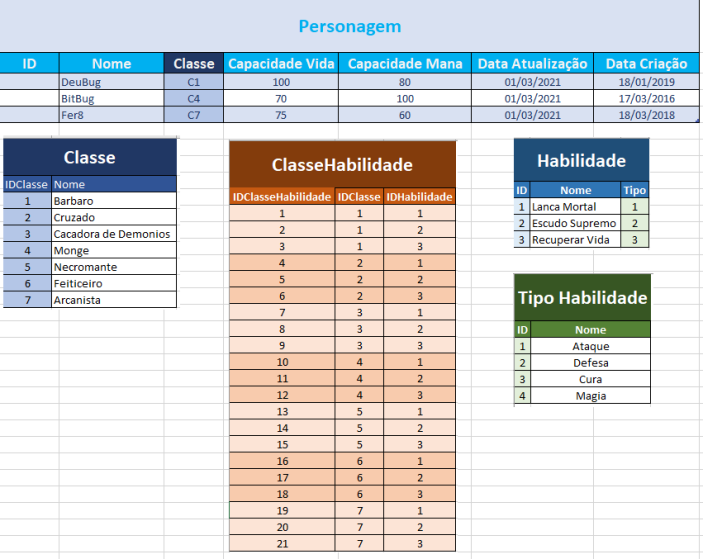 Personagem
ID Nome Classe Capacidade Vida Capacidade Mana Data Atualização Data Criação
DeuBug C1 100 80 01/03/2021 18/01/2019
BitBug C4 70 100 01/03/2021 17/03/2016
Fer8 C7 75 60 01/03/2021 18/03/2018
Classe
IDClasse Nome
1 Barbaro
2 Cruzado
3 Cacadora de Demonios
4 Monge
5 Necromante
6 Feiticeiro
7 Arcanista
ClasseHabilidade
IDClasseHabilidade IDClasse IDHabilidade
1 1 1
2 1 2
3 1 3
4 2 1
5 2 2
6 2 3
7 3 1
8 3 2
9 3 3
10 4 1
11 4 2
12 4 3
13 5 1
14 5 2
15 5 3
16 6 1
17 6 2
18 6 3
19 7 1
20 7 2
21 7 3
Habilidade
ID Nome Tipo
1 Lanca Mortal 1
2 Escudo Supremo 2
3 Recuperar Vida 3
Tipo Habilidade
ID Nome
1 Ataque
2 Defesa
3 Cura
4 Magia